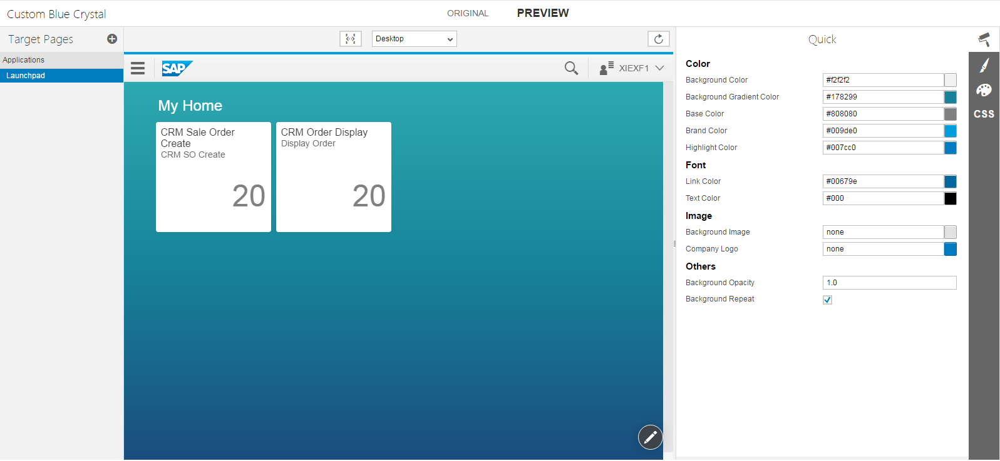 Custom Blue Crystal
ORIGINAL
PREVIEW
Target Pages
Applications
Launchpad
Desktop
SAP
XIEXF1
My Home
CRM Sale Order
Create
CRM SO Create
20
CRM Order Display
Display Order
20
Quick
Color
Background Color
#f2f2f2
Background Gradient Color
#178299
Base Color
#808080
Brand Color
#009de0
Highlight Color
#007cc0
Font
Link Color
#00679e
Text Color
#000
Image
Background Image
none
Company Logo
none
Others
Background Opacity
1.0
Background Repeat
CSS